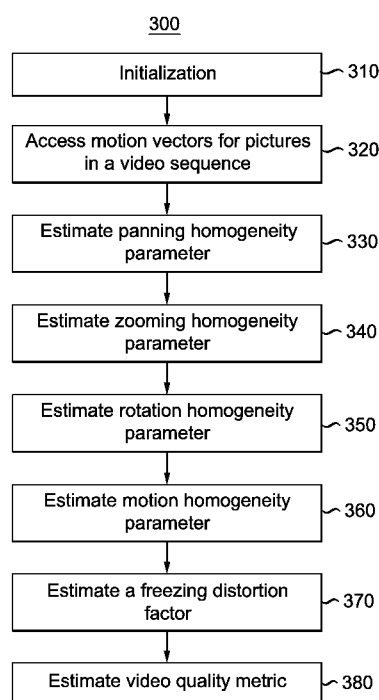 300
Initialization
310
Access motion vectors for pictures
in a video sequence
320
Estimate panning homogeneity
parameter
330
Estimate zooming homogeneity
parameter
340
Estimate rotation homogeneity
parameter
350
Estimate motion homogeneity
parameter
360
Estimate a freezing distortion
factor
370
Estimate video quality metric
380